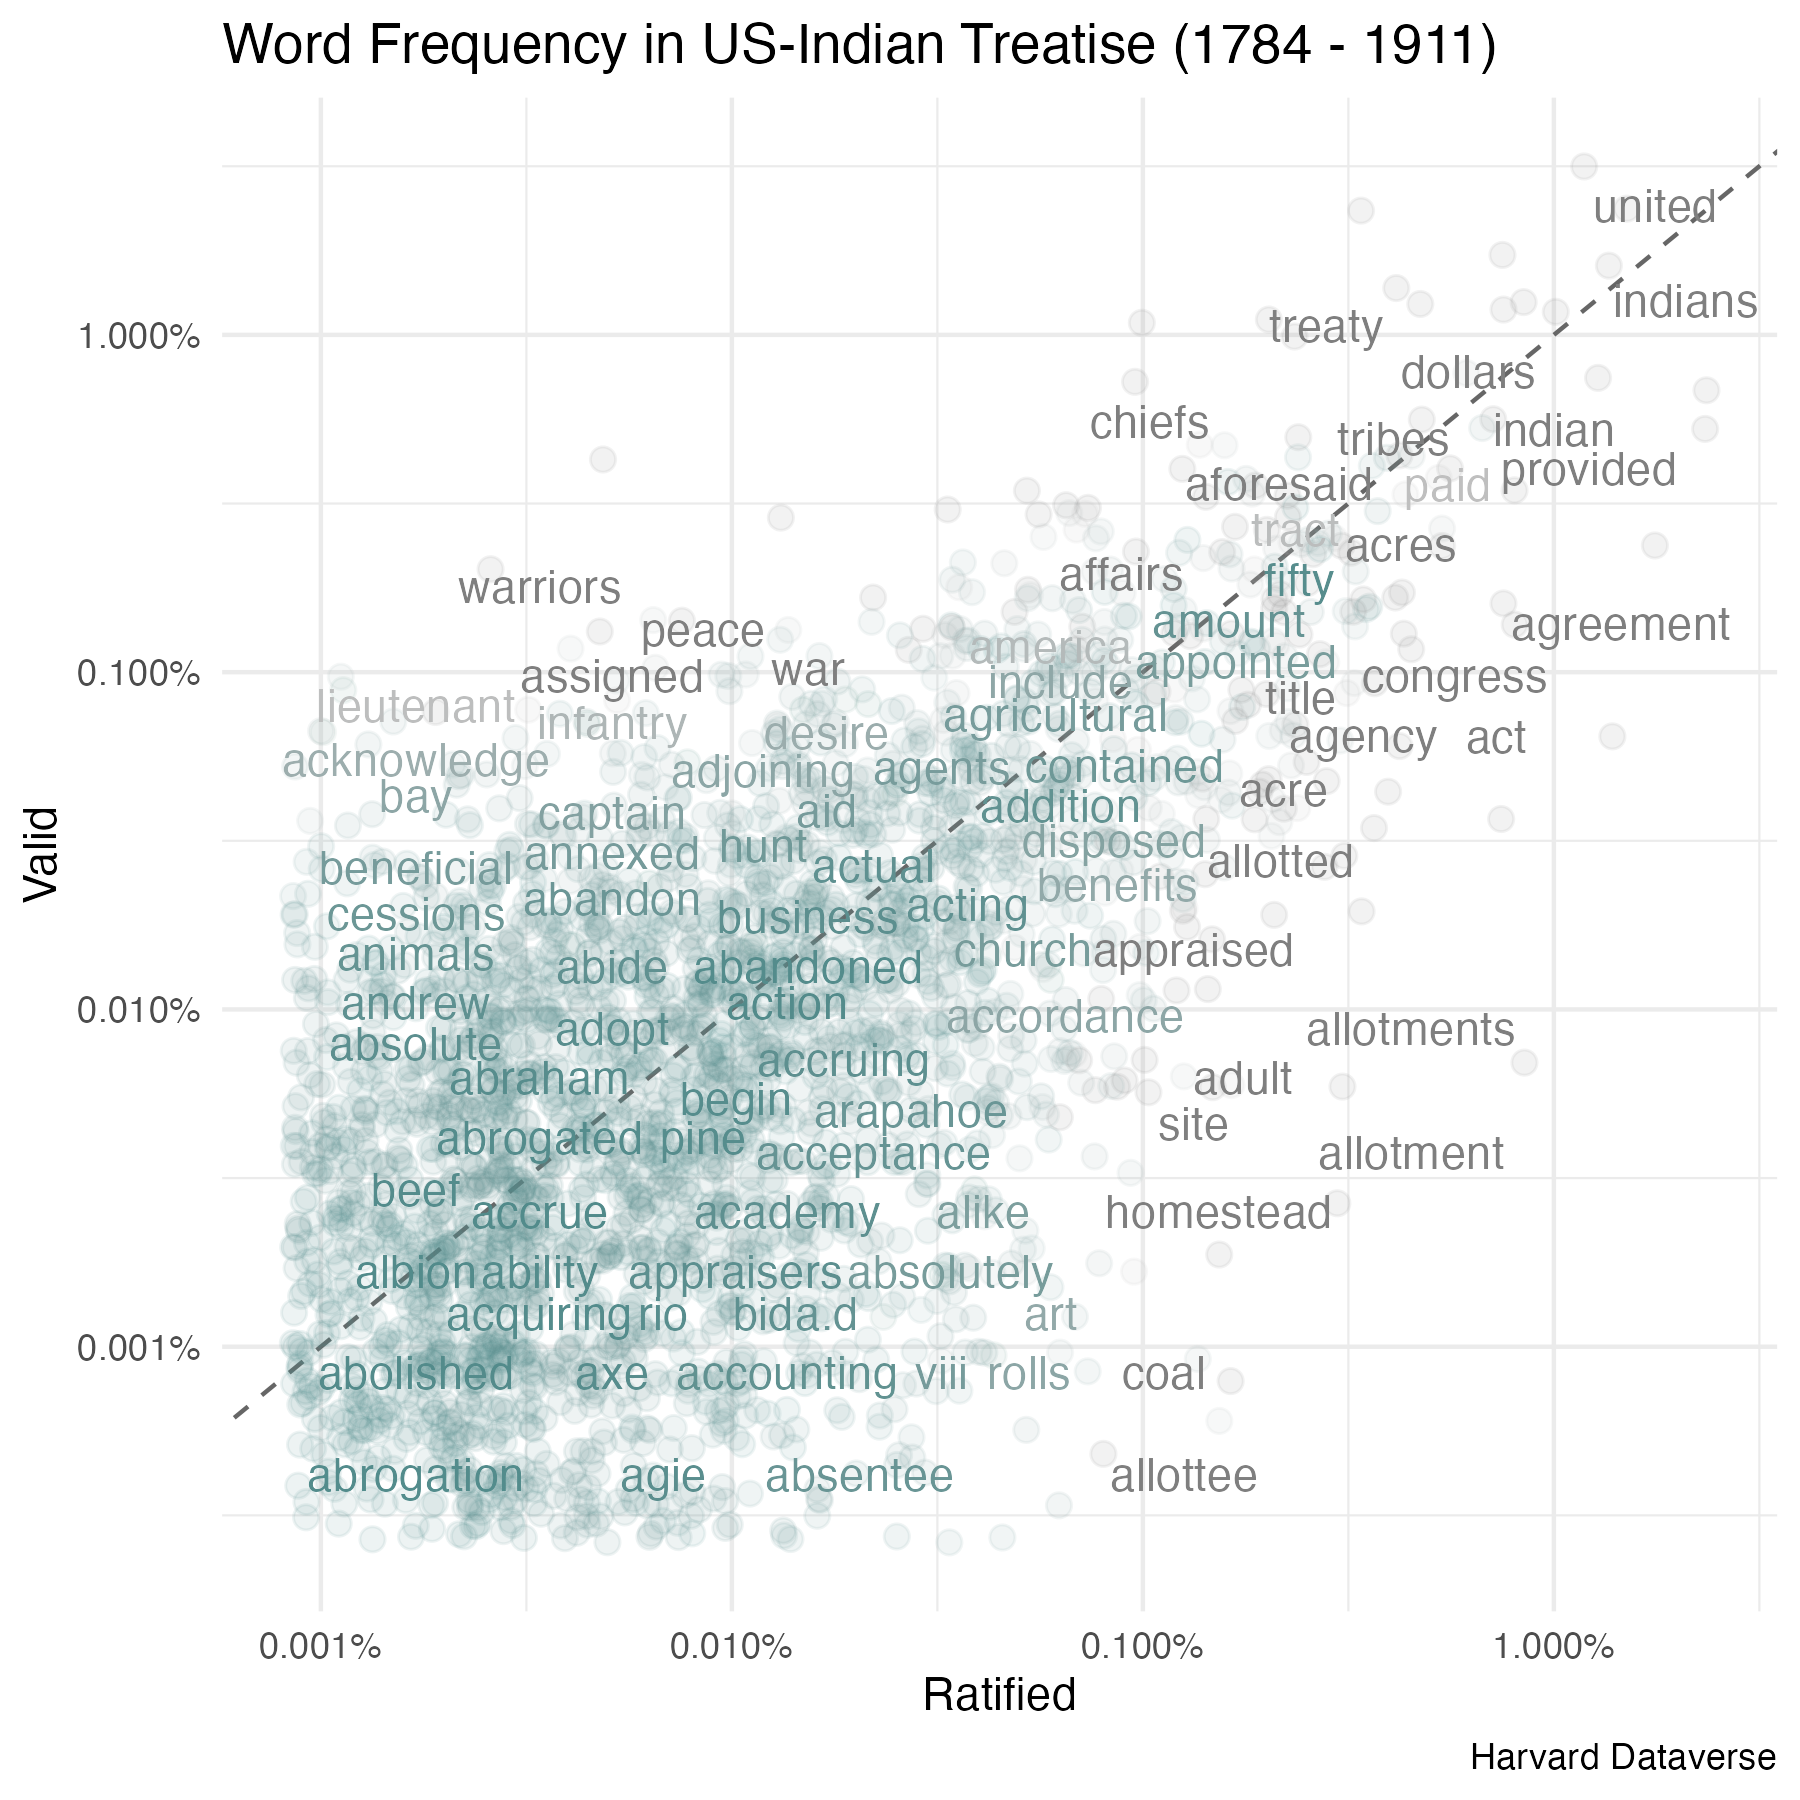 Word Frequency in US-Indian Treatise (1784 - 1911)
united
indians
1.000%
treaty
dollars
chiefs
tribes indian
provided
aforesaid paid
tract
acres
affairs fifty
warriors
amount agreement
peace
america
appointed
0.100%
war
assigned include congress
title
lieutenant
infantry agricultural
desire
agency act
acknowledge
adjoining agents contained
bay acre
captain aid addition
hunt disposed
annexed
beneficial actual allotted
benefits
abandon
cessions business acting
animals church appraised
abide abandoned
0.010%
andrew action
accordance
adopt allotments
absolute
accruing
abraham adult
begin
arapahoe
site
abrogated pine
acceptance allotment
beef
accrue academy alike homestead
albion ability appraisers absolutely
acquiring rio bida.d art
0.001%
abolished axe accounting viii rolls coal
abrogation agie absentee allottee
Valid
0.001% 0.010% 0.100% 1.000%
Ratified
Harvard Dataverse